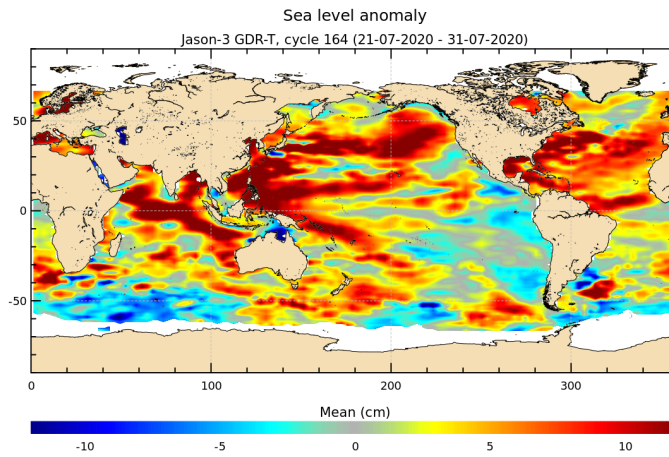 Sea level anomaly
Jason-3 GDR-T, cycle 164 (21-07-2020 - 31-07-2020)
50
0
-50
0 100 200 300
Mean (cm)
-10 -5 0 5 10